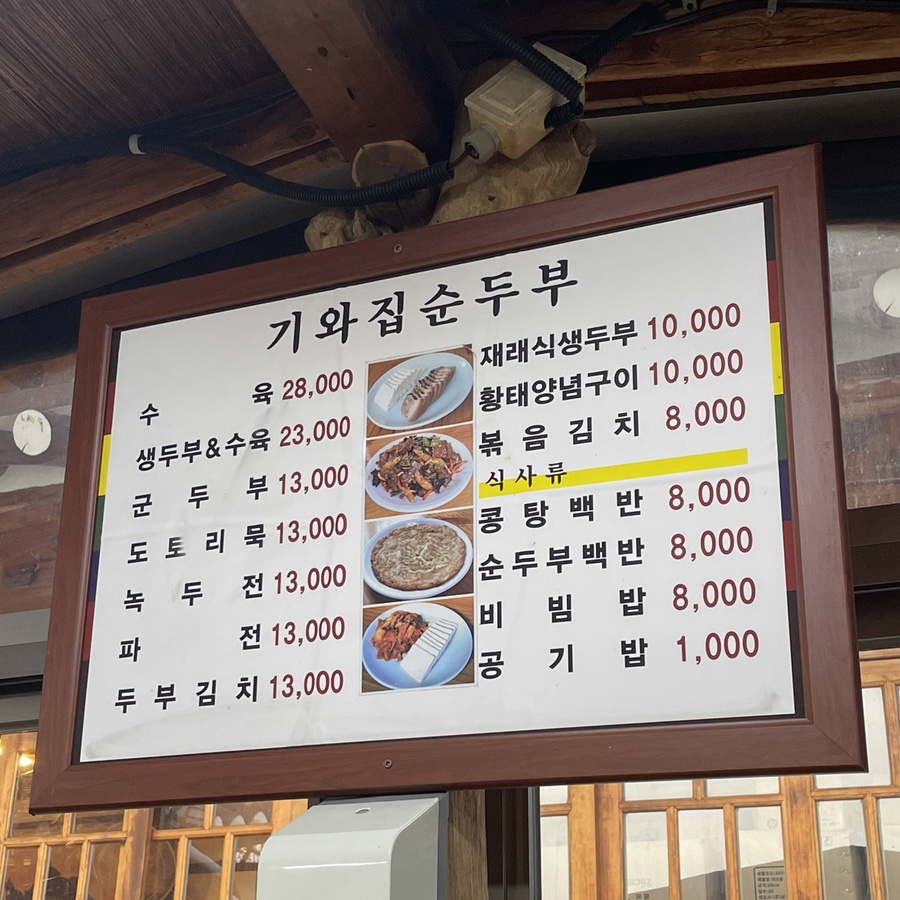 기와집순두부
수육 28,000
생두부&수육 23,000
군두부 13,000
도토리묵 13,000
녹두전 13,000
파전 13,000
두부김치 13,000
재래식생두부 10,000
황태양념구이 10,000
볶음김치 8,000
식사류
콩탕백반 8,000
순두부백반 8,000
비빔밥 8,000
공기밥 1,000